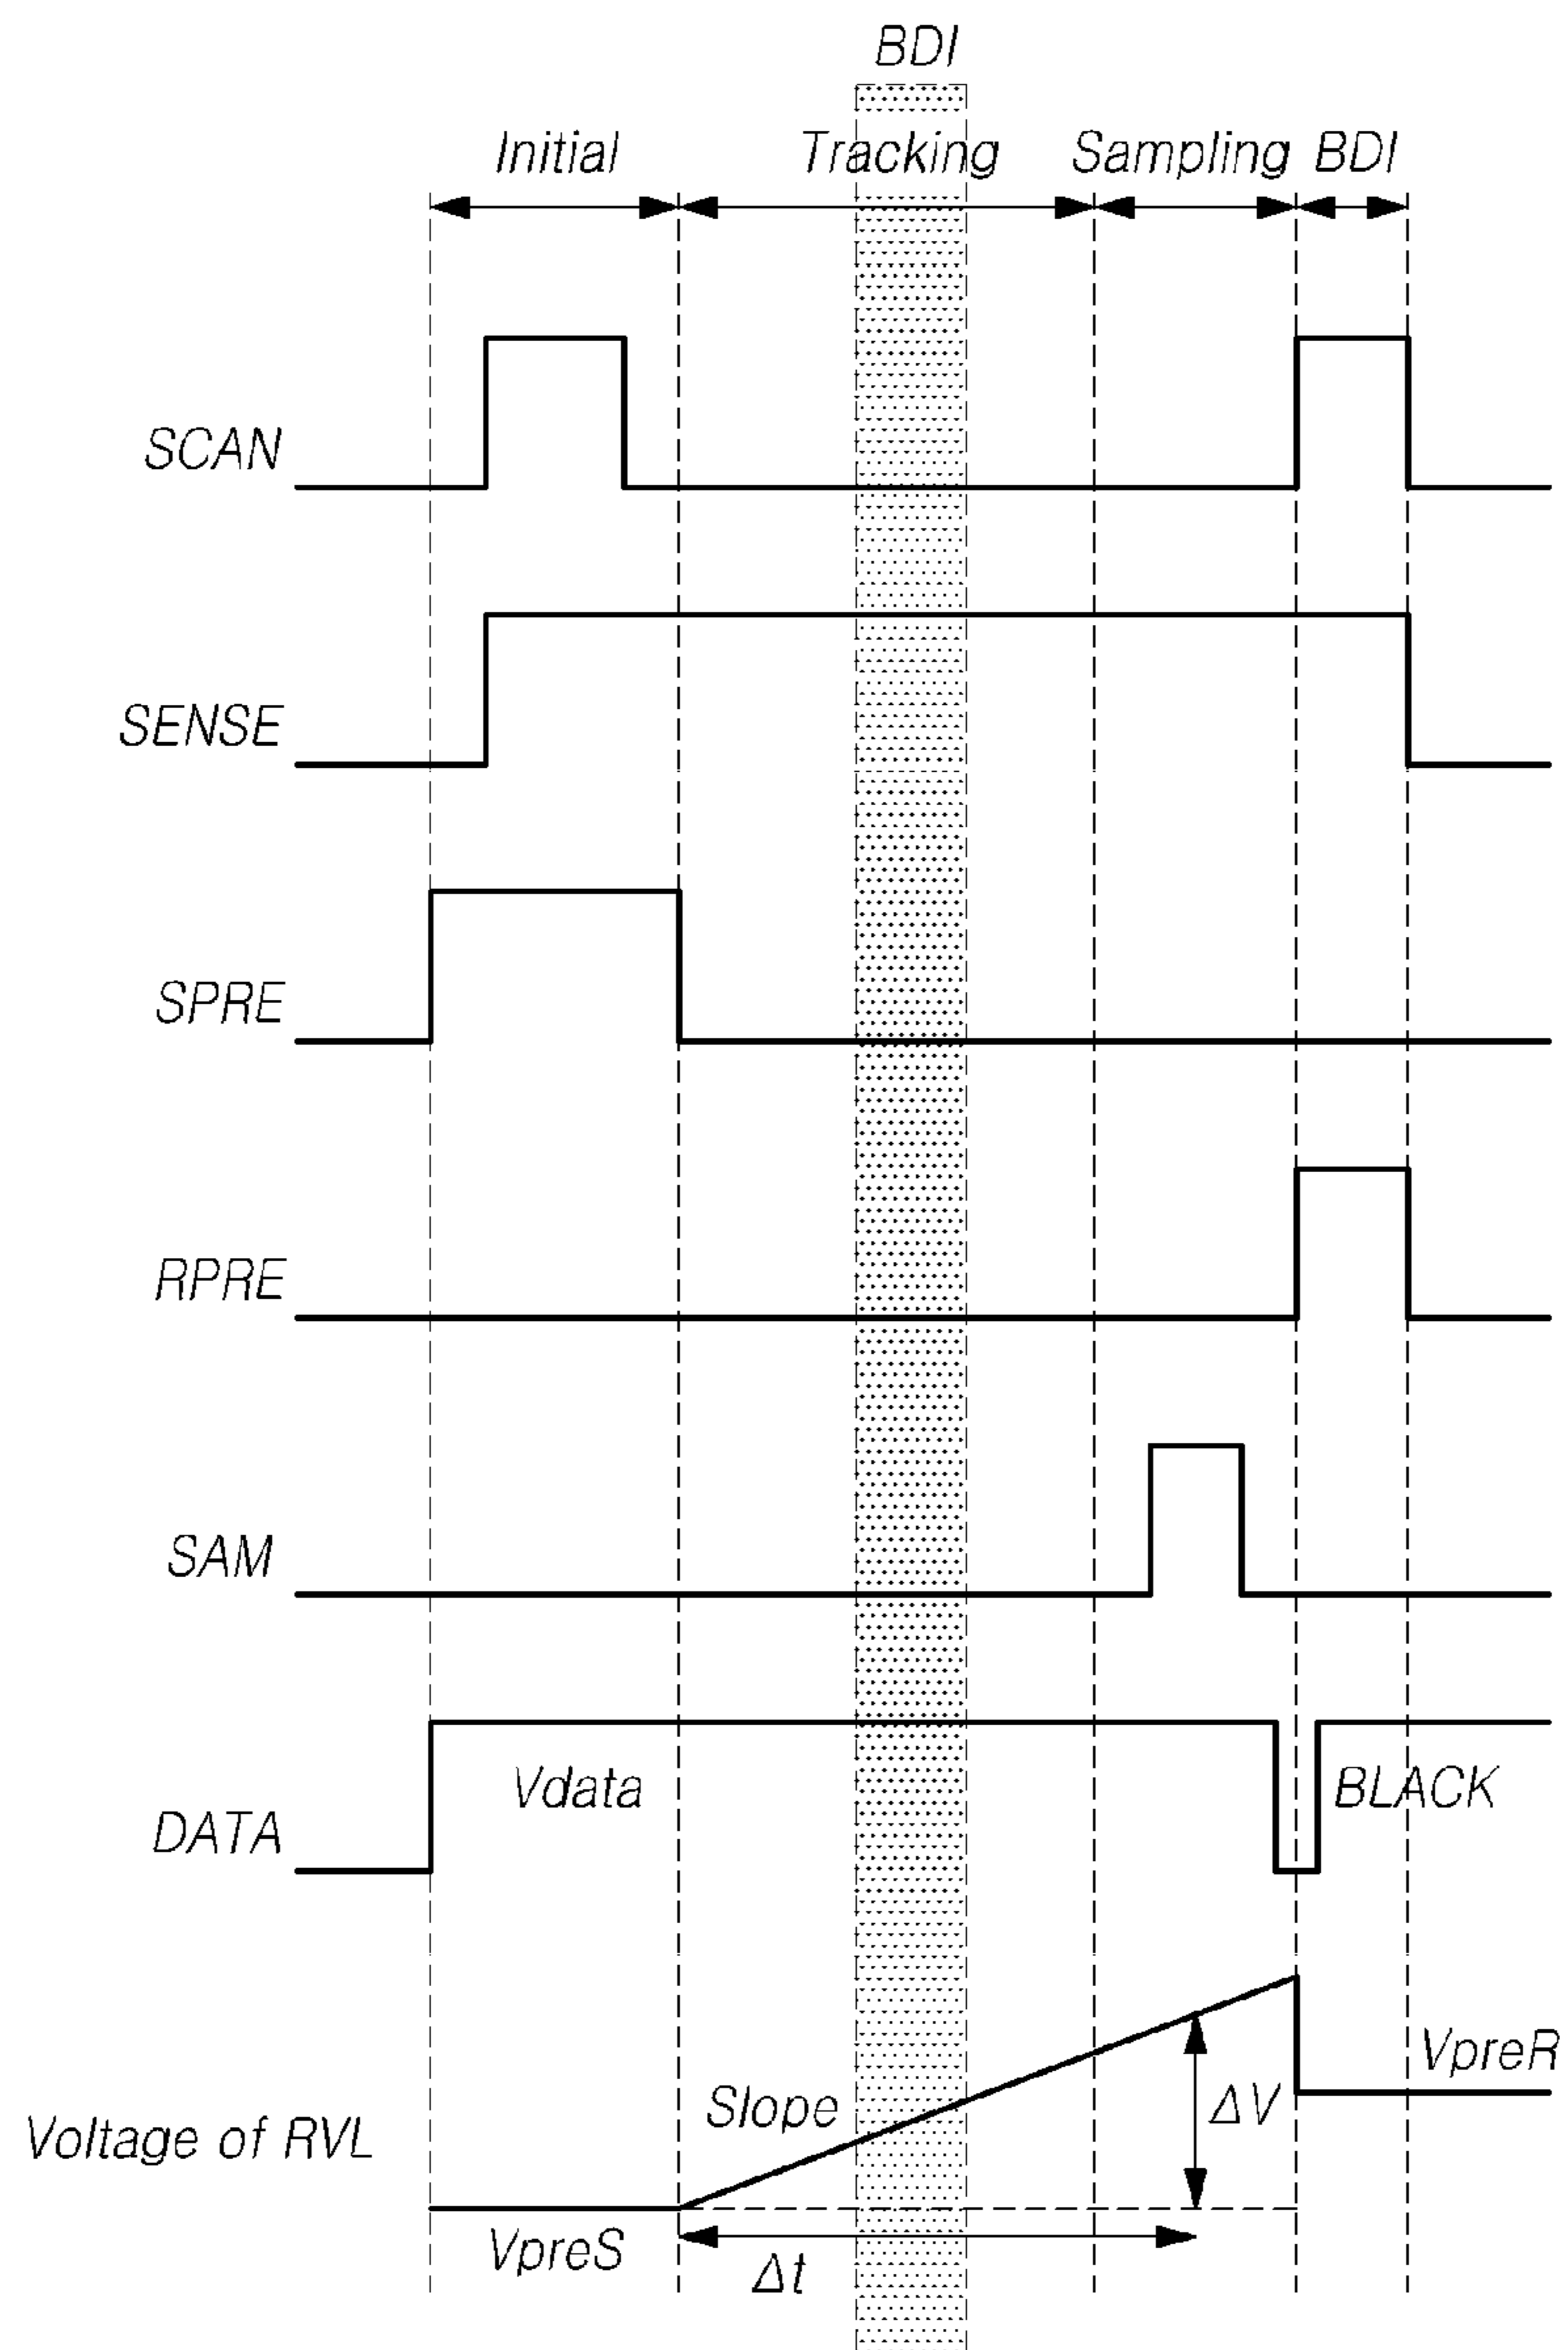 BDI
Initial
Tracking
Sampling
BDI
SCAN
SENSE
SPRE
RPRE
SAM
Vdata
BLACK
DATA
VpreR
Slope
ΔV
Voltage of RVL
VpreS
Δt